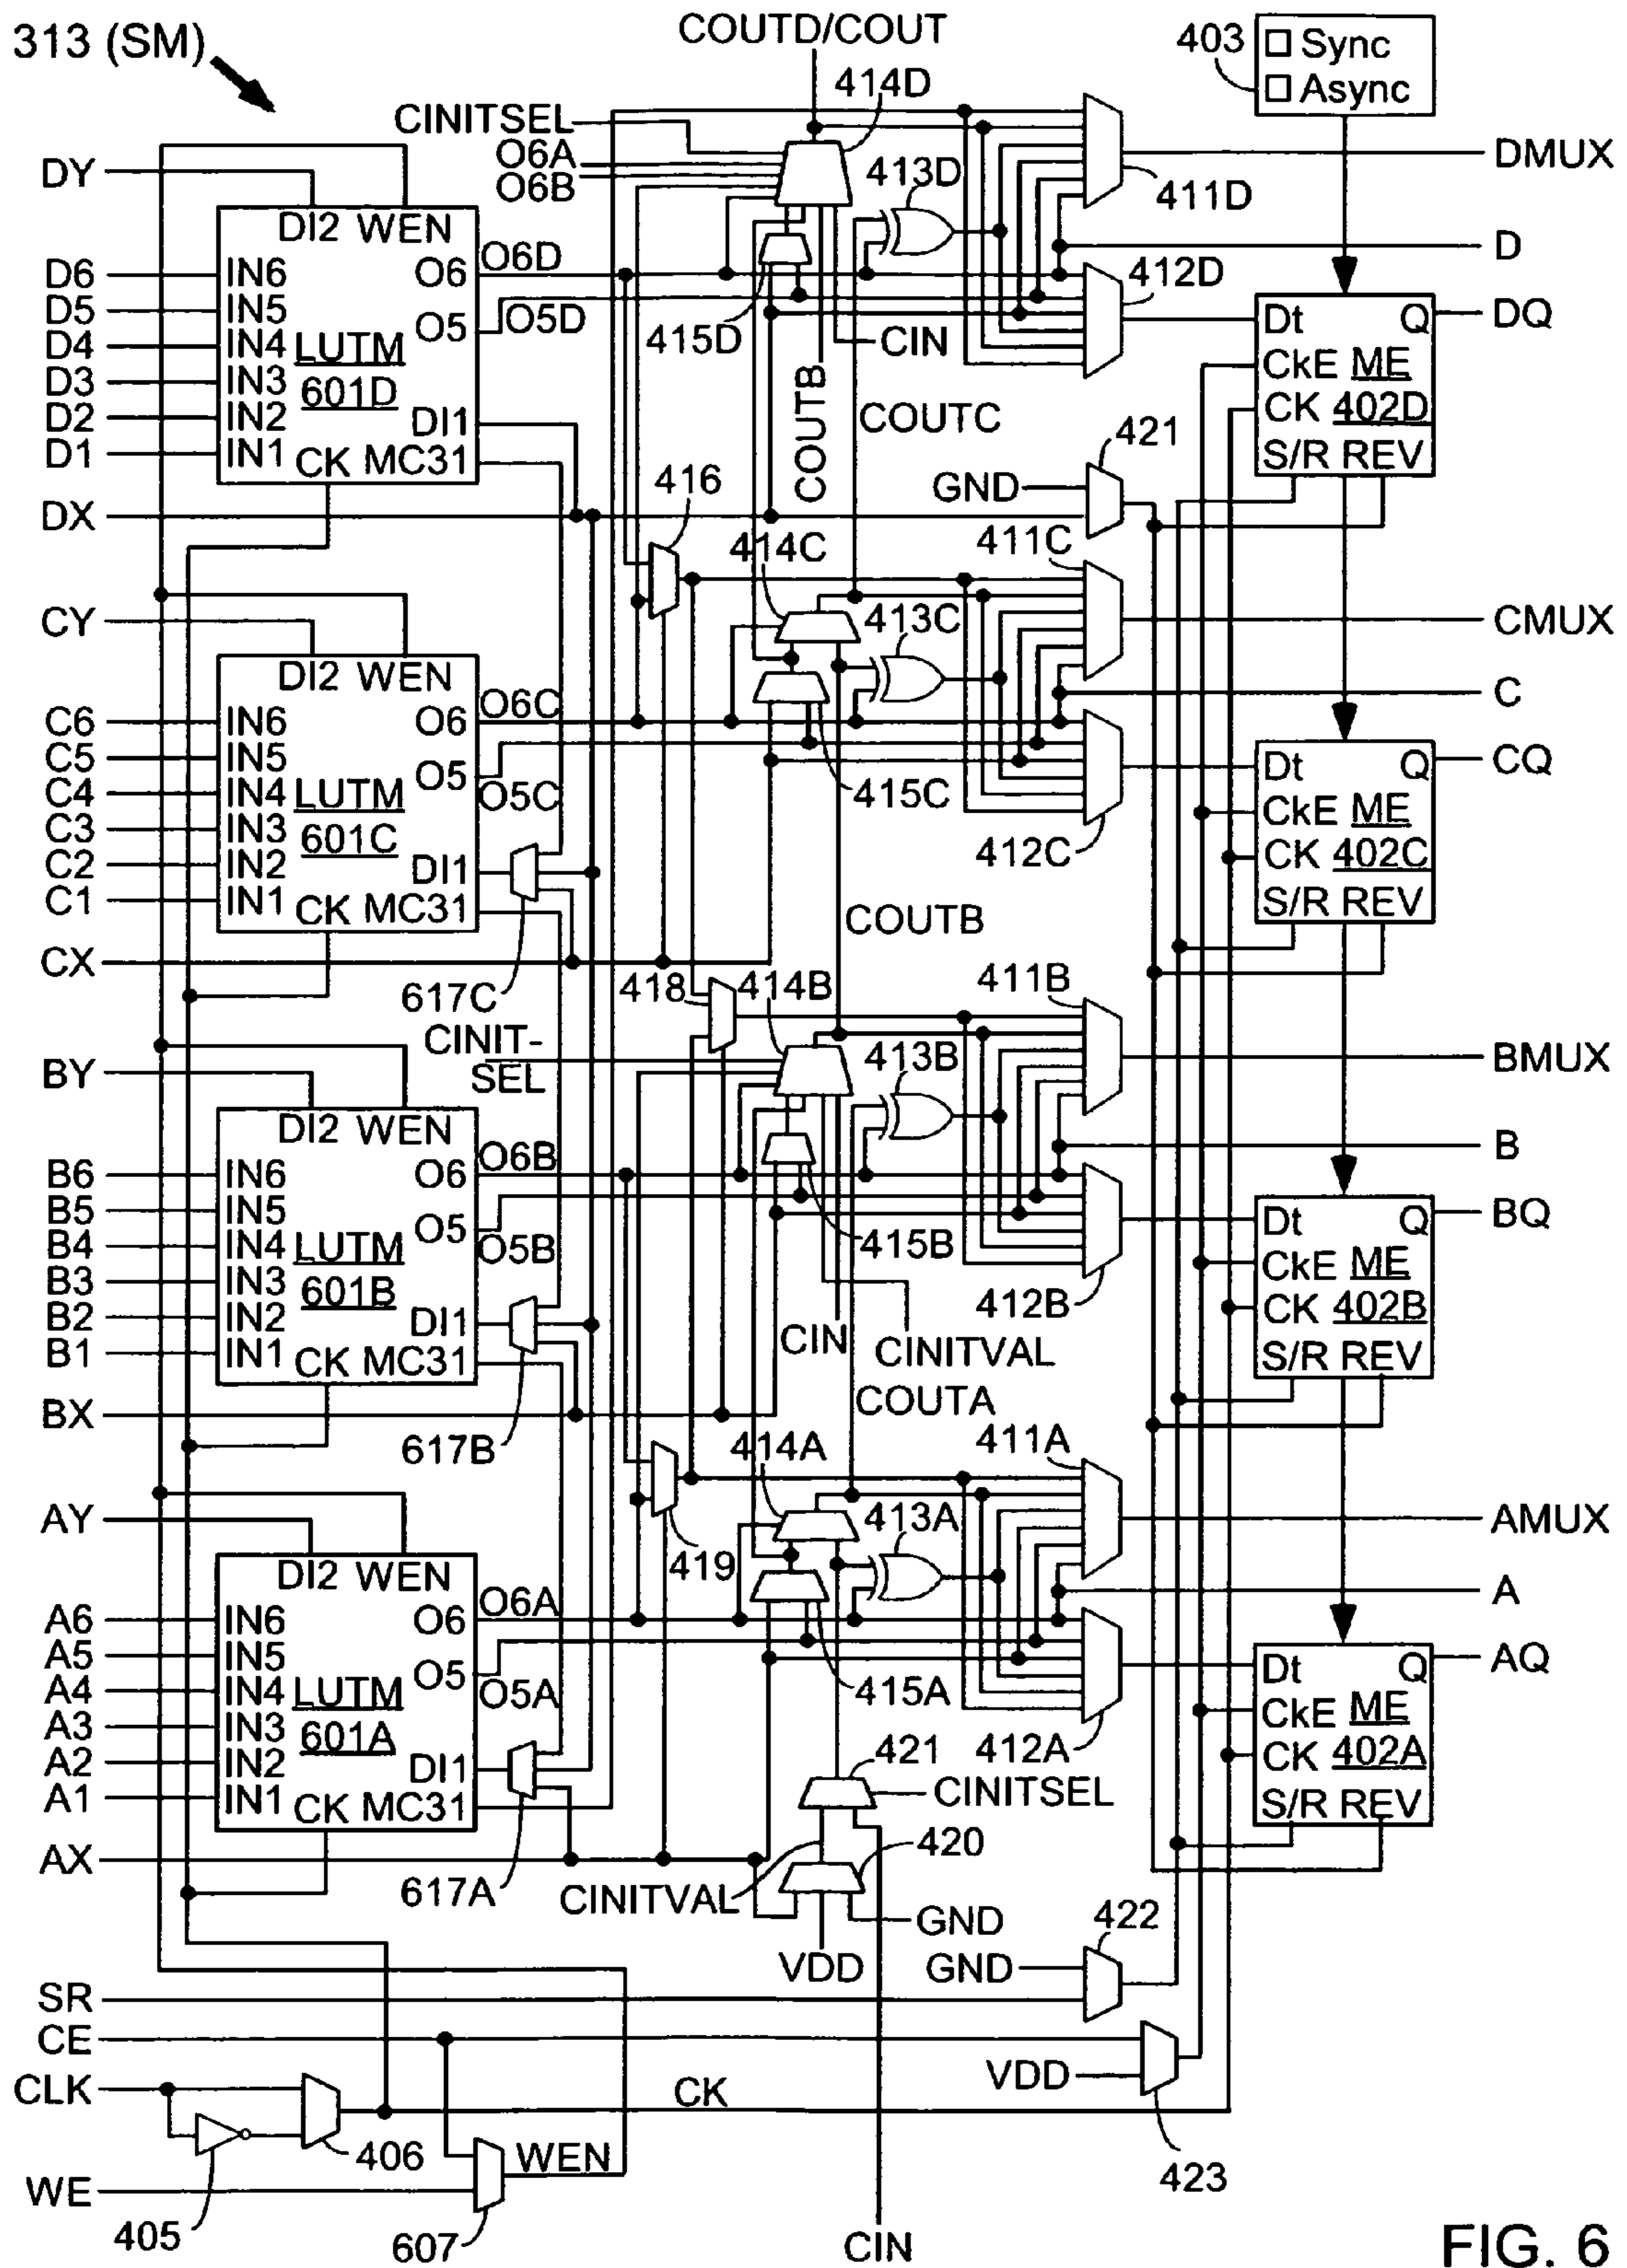 313 (SM)
COUTD/COUT
403
Sync
Async
414D
CINITSEL
O6A
O6B
413D
DMUX
411D
DY
DI2 WEN
D
D6
IN6
O6
O6D
412D
D5
IN5
O5
O5D
415D
CIN
Dt
Q
DQ
D4
IN4
LUTM
D3
IN3
601D
CkE
ME
D2
IN2
DI1
COUTB
COUTC
CK
402D
D1
IN1
CK MC31
421
S/R REV
416
GND
DX
414C
411C
CY
413C
CMUX
DI2 WEN
C
C6
IN6
O6
O6C
C5
IN5
O5
O5C
415C
Dt
Q
CQ
C4
IN4
LUTM
C3
IN3
601C
412C
CkE
ME
C2
IN2
DI1
CK
402C
C1
IN1
CK MC31
COUTB
S/R REV
CX
617C
418
414B
411B
CINIT-
SEL
413B
BMUX
BY
DI2 WEN
B
B6
IN6
O6
O6B
B5
IN5
O5
O5B
415B
Dt
Q
BQ
B4
IN4
LUTM
B3
IN3
601B
412B
CkE
ME
B2
IN2
DI1
CIN
CINITVAL
CK
402B
B1
IN1
CK MC31
S/R REV
COUTA
BX
617B
414A
411A
AY
413A
AMUX
419
DI2 WEN
A
A6
IN6
O6
O6A
A5
IN5
O5
O5A
415A
Dt
Q
AQ
A4
IN4
LUTM
A3
IN3
601A
421
412A
CkE
ME
A2
IN2
DI1
CK
402A
A1
IN1
CK MC31
CINITSEL
S/R REV
420
AX
617A
CINITVAL
GND
422
VDD
GND
SR
CE
VDD
CLK
CK
406
WEN
423
WE
405
607
CIN
FIG. 6